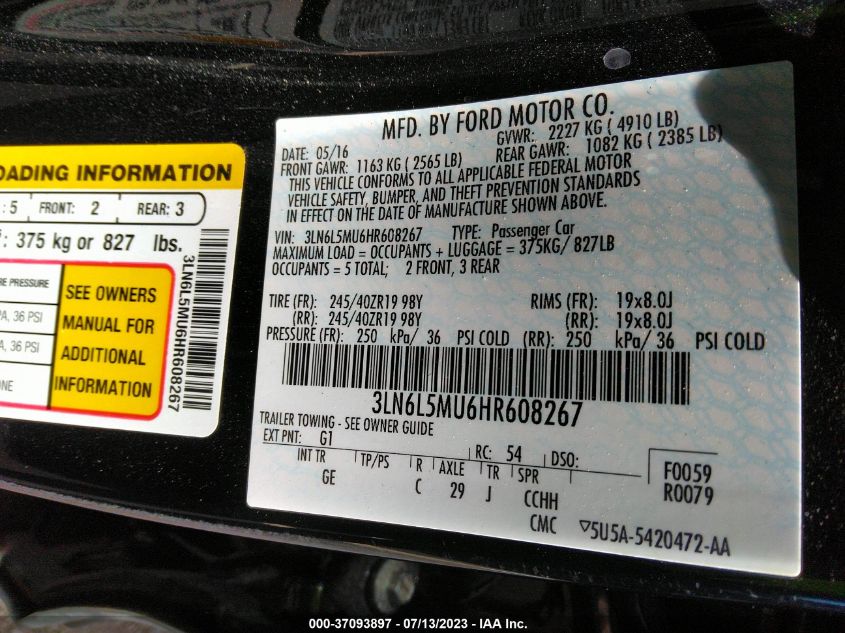 OADING INFORMATION
: 5 FRONT: 2 REAR: 3
: 375 kg or 827 lbs.
RE PRESSURE
PA, 36 PSI
A, 36 PSI
ONE
SEE OWNERS
MANUAL FOR
ADDITIONAL
INFORMATION
3LN6L5MU6HR608267
MFD. BY FORD MOTOR CO.
DATE: 05/16 GVWR: 2227 KG ( 4910 LB)
FRONT GAWR: 1163 KG ( 2565 LB) REAR GAWR: 1082 KG ( 2385 LB)
THIS VEHICLE CONFORMS TO ALL APPLICABLE FEDERAL MOTOR
VEHICLE SAFETY, BUMPER, AND THEFT PREVENTION STANDARDS
IN EFFECT ON THE DATE OF MANUFACTURE SHOWN ABOVE.
VIN: 3LN6L5MU6HR608267 TYPE: Passenger Car
MAXIMUM LOAD = OCCUPANTS + LUGGAGE = 375KG/ 827LB
OCCUPANTS = 5 TOTAL; 2 FRONT, 3 REAR
TIRE (FR): 245/40ZR19 98Y RIMS (FR): 19x8.0J
(RR): 245/40ZR19 98Y (RR): 19x8.0J
PRESSURE (FR): 250 kPa/ 36 PSI COLD (RR): 250 kPa/ 36 PSI COLD
3LN6L5MU6HR608267
TRAILER TOWING - SEE OWNER GUIDE
EXT PNT: G1 RC: 54 DSO: F0059
INT TR TP/PS R AXLE TR SPR R0079
GE C 29 J CCHH
CMC ▽5U5A-5420472-AA
000-37093897 - 07/13/2023 - IAA Inc.